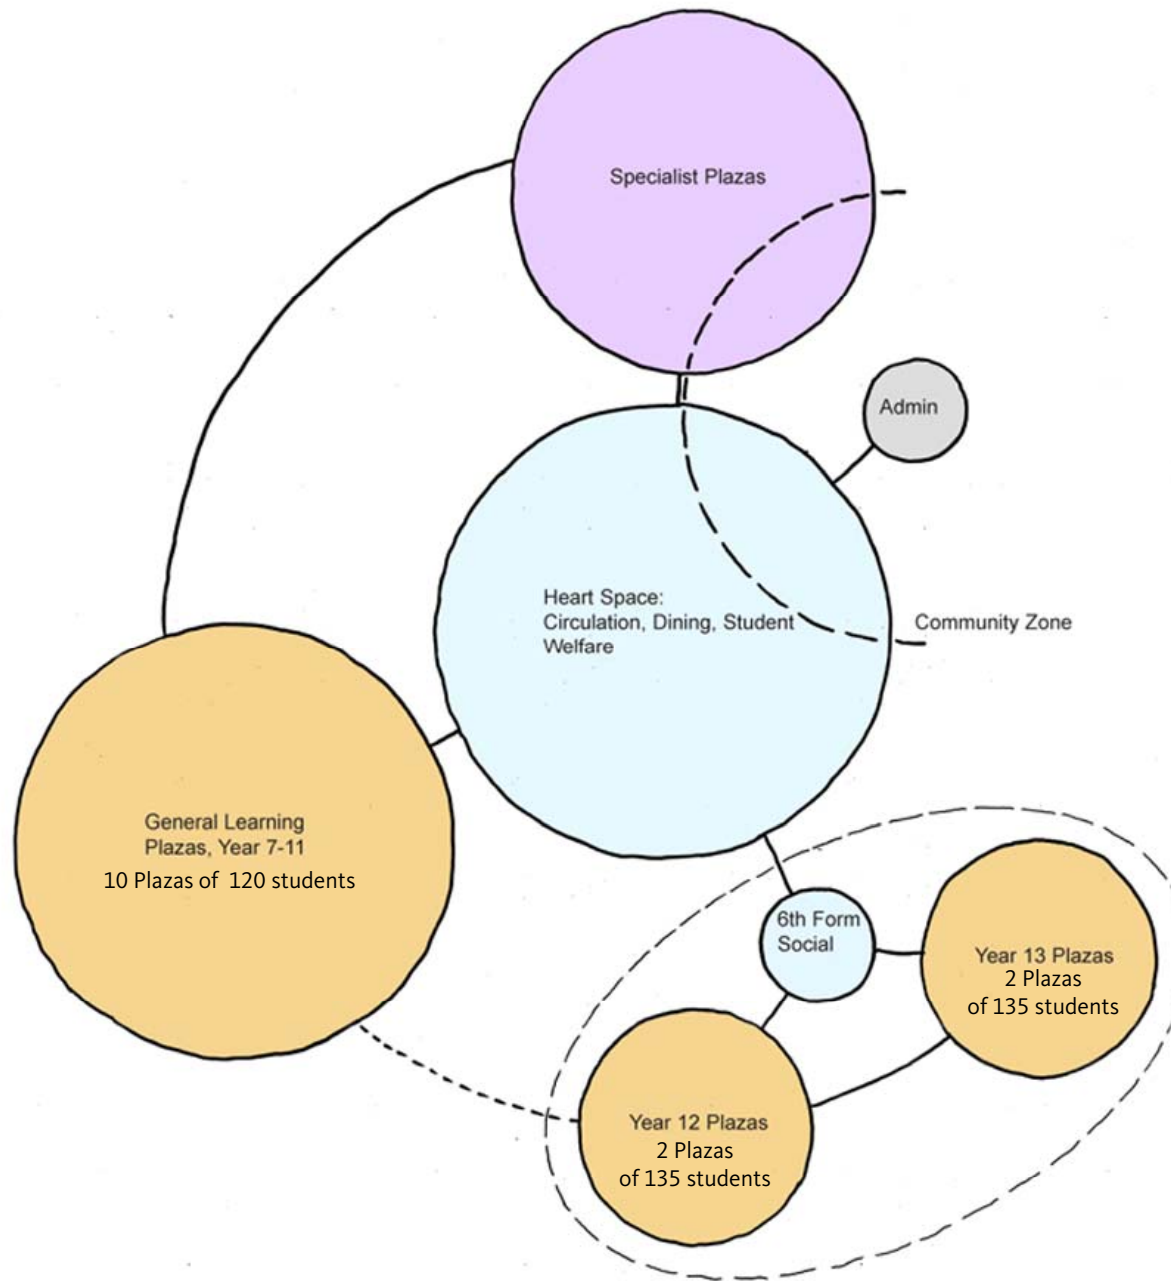 Specialist Plazas
Admin
Heart Space:
Circulation, Dining, Student
Welfare
Community Zone
General Learning
Plazas, Year 7-11
10 Plazas of 120 students
6th Form
Social
Year 13 Plazas
2 Plazas
of 135 students
Year 12 Plazas
2 Plazas
of 135 students